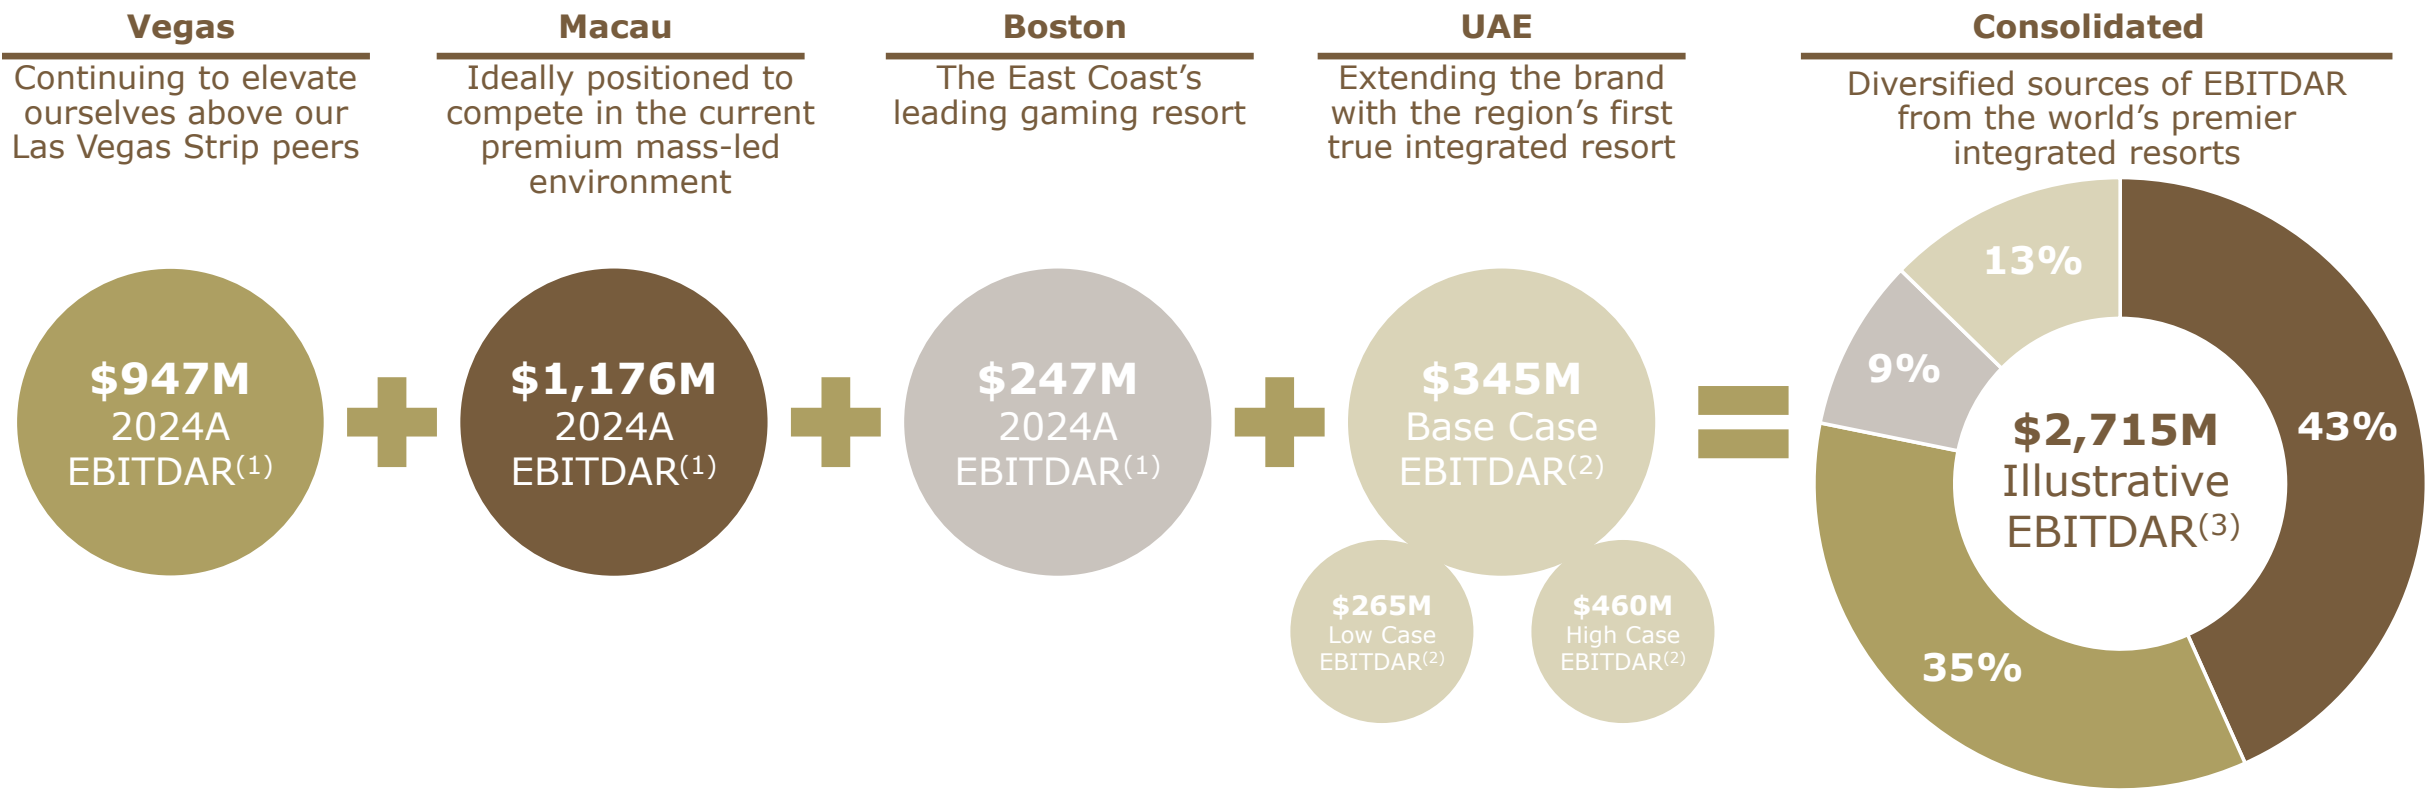 Vegas
Continuing to elevate
ourselves above our
Las Vegas Strip peers
$947M
2024A
EBITDAR(1)
Macau
Ideally positioned to
compete in the current
premium mass-led
environment
$1,176M
2024A
EBITDAR(1)
Boston
The East Coast’s
leading gaming resort
$247M
2024A
EBITDAR(1)
UAE
Extending the brand
with the region’s first
true integrated resort
$345M
Base Case
EBITDAR(2)
$265M
Low Case
EBITDAR(2)
$460M
High Case
EBITDAR(2)
Consolidated
Diversified sources of EBITDAR
from the world’s premier
integrated resorts
13%
9%
43%
35%
$2,715M
Illustrative
EBITDAR(3)